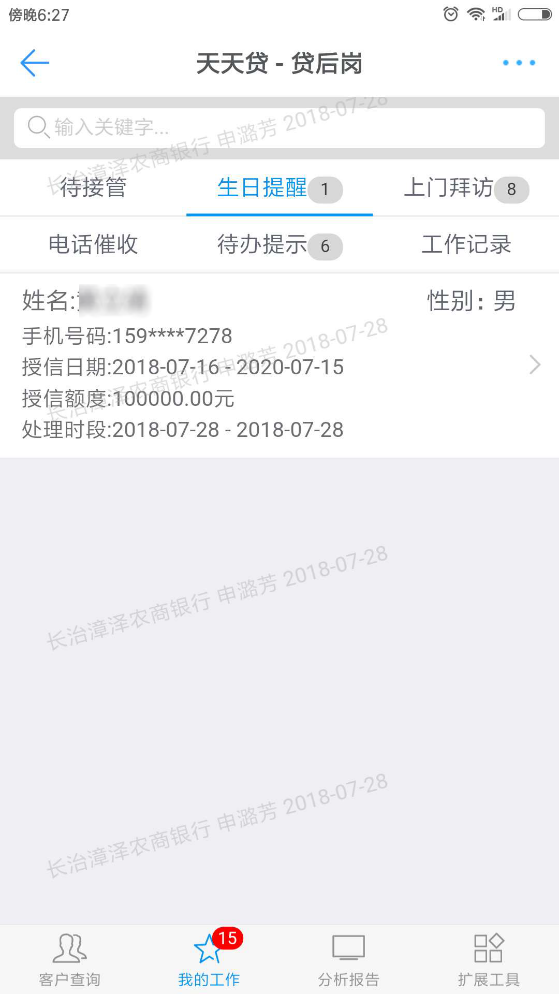 傍晚6:27
HD
天天贷 - 贷后岗
输入关键字...
长治漳泽农商银行 申潞芳 2018-07-28
待接管 生日提醒 1 上门拜访 8
电话催收 待办提示 6 工作记录
姓名: 性别: 男
手机号码:159****7278
授信日期:2018-07-16 - 2020-07-15
授信额度:100000.00元
处理时段:2018-07-28 - 2018-07-28
长治漳泽农商银行 申潞芳 2018-07-28
长治漳泽农商银行 申潞芳 2018-07-28
长治漳泽农商银行 申潞芳 2018-07-28
15
客户查询 我的工作 分析报告 扩展工具